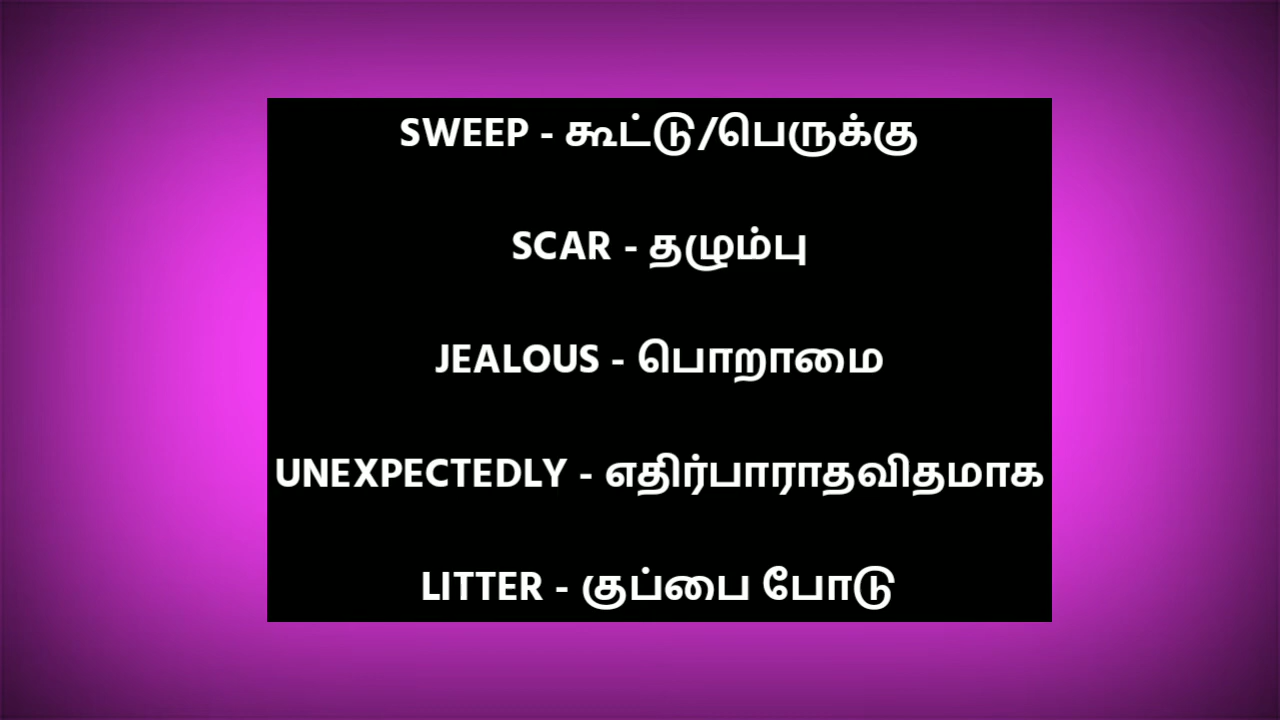 SWEEP - கூட்டு/பெருக்கு
SCAR - தழும்பு
JEALOUS - பொறாமை
UNEXPECTEDLY - எதிர்பாராதவிதமாக
LITTER - குப்பை போடு